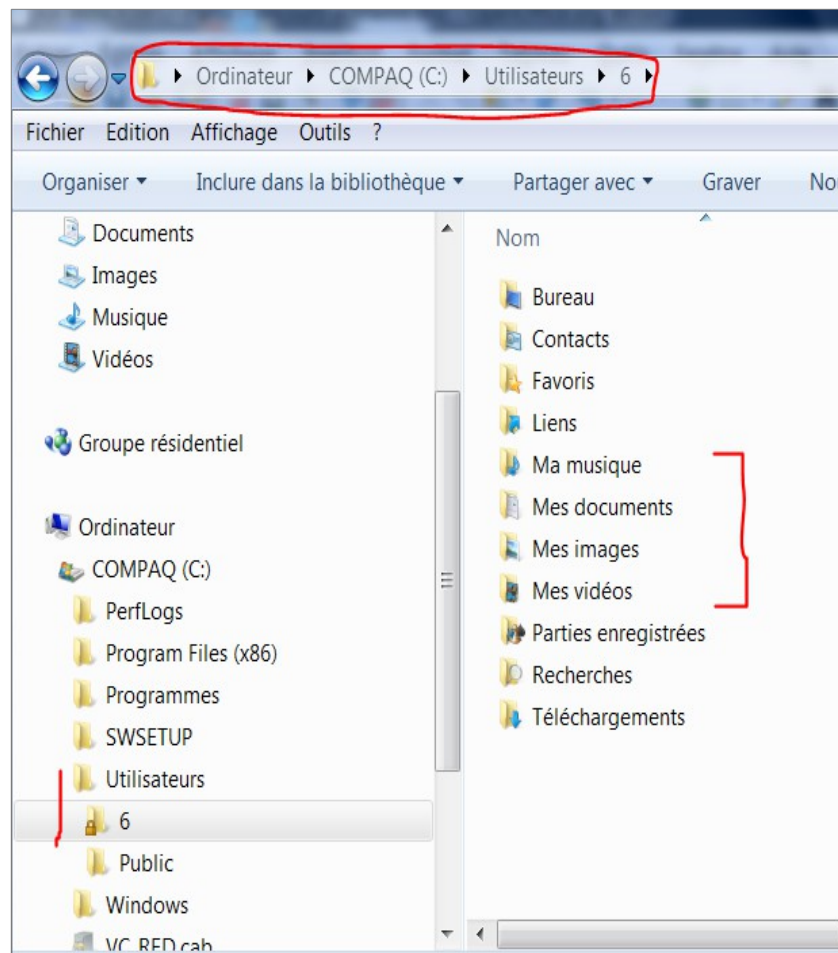 Ordinateur COMPAQ (C:) Utilisateurs 6
Fichier Edition Affichage Outils ?
Organiser Inclure dans la bibliothèque Partager avec Graver
Documents
Images
Musique
Vidéos
Groupe résidentiel
Ordinateur
COMPAQ (C:)
PerfLogs
Program Files (x86)
Programmes
SWSETUP
Utilisateurs
6
Public
Windows
VC_RED.cab
Nom
Bureau
Contacts
Favoris
Liens
Ma musique
Mes documents
Mes images
Mes vidéos
Parties enregistrées
Recherches
Téléchargements